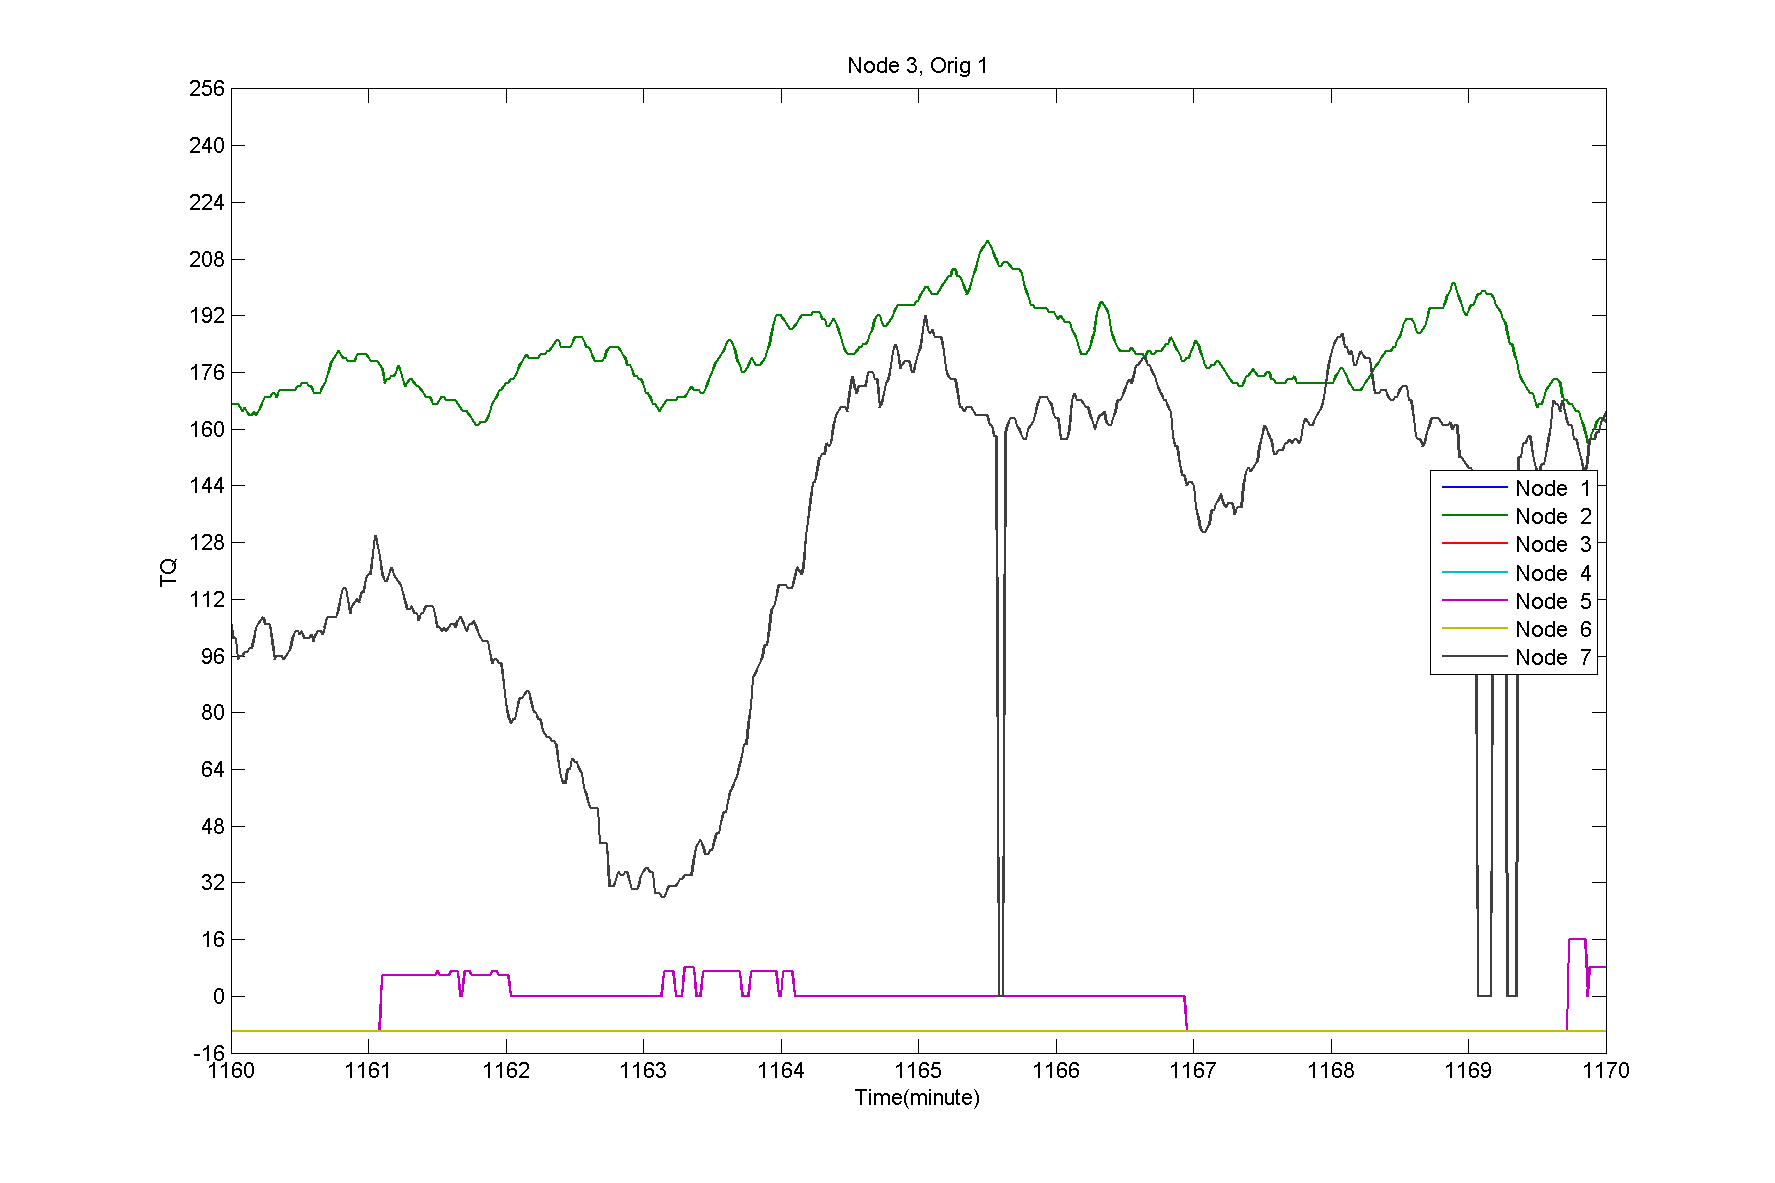 Node 3, Orig 1
256
240
224
208
192
176
160
144
128
112
96
80
64
48
32
16
0
-16
TQ
Node 1
Node 2
Node 3
Node 4
Node 5
Node 6
Node 7
1160 1161 1162 1163 1164 1165 1166 1167 1168 1169 1170
Time(minute)